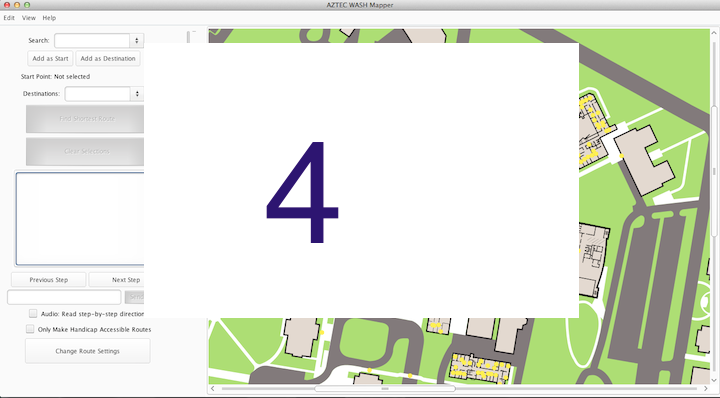 AZTEC WASH Mapper
Edit View Help
Search:
Add as Start Add as Destination
Start Point: Not selected
Destinations:
Find Shortest Route
Clear Selections
4
Previous Step Next Step
Audio: Read step-by-step direction
Only Make Handicap Accessible Routes
Change Route Settings